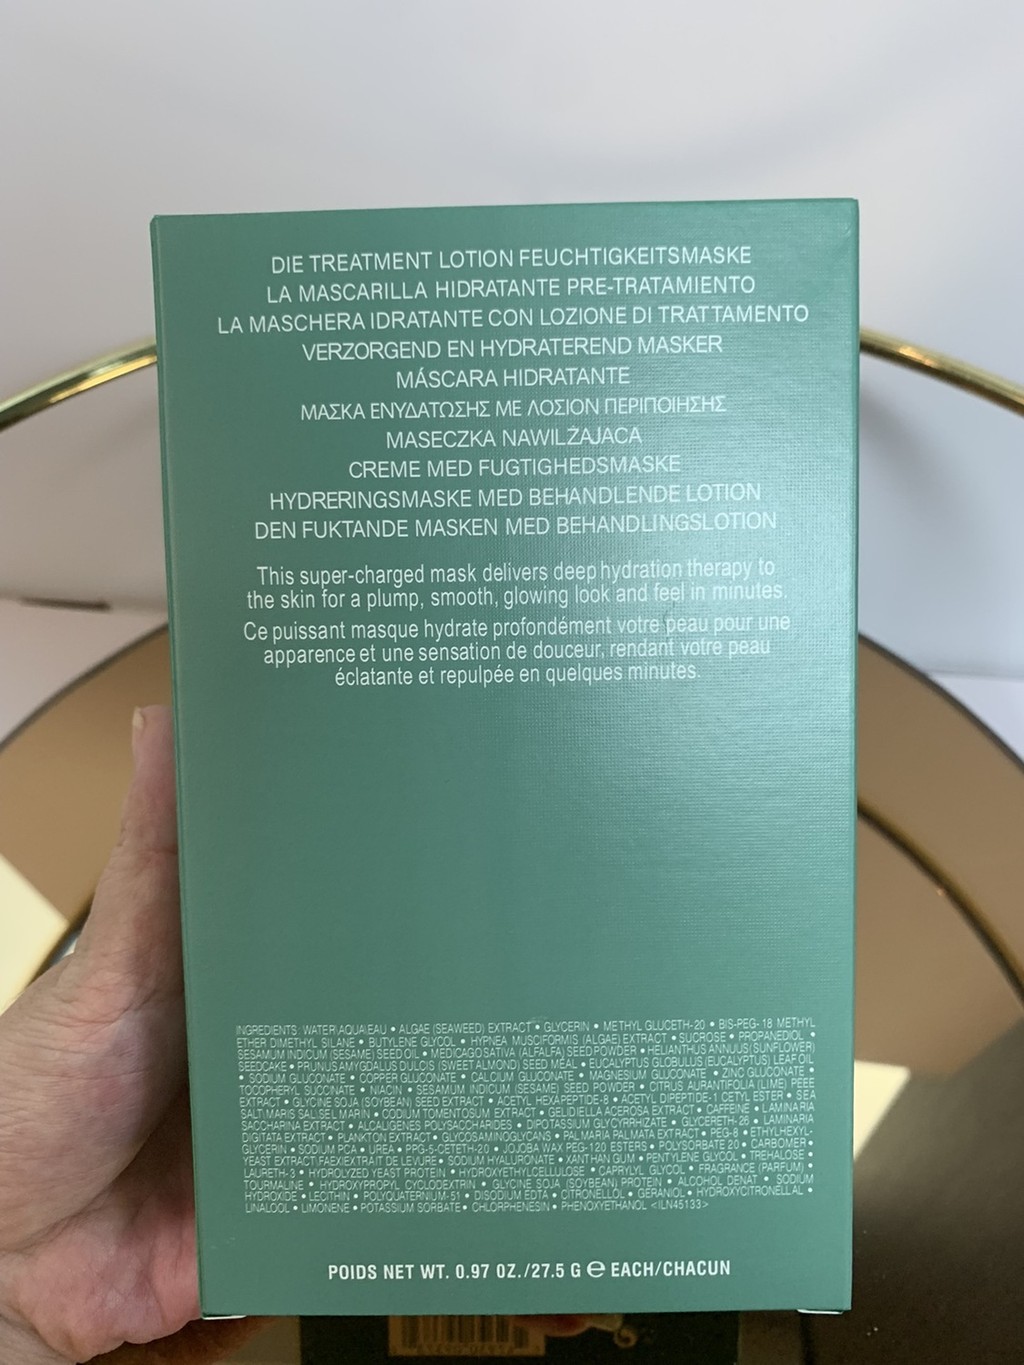 DIE TREATMENT LOTION FEUCHTIGKEITSMASKE
LA MASCARILLA HIDRATANTE PRE-TRATAMIENTO
LA MASCHERA IDRATANTE CON LOZIONE DI TRATTAMENTO
VERZORGEND EN HYDRATEREND MASKER
MÁSCARA HIDRATANTE
ΜΑΣΚΑ ΕΝΥΔΑΤΩΣΗΣ ΜΕ ΛΟΣΙΟΝ ΠΕΡΙΠΟΙΗΣΗΣ
MASECZKA NAWILŻAJACA
CREME MED FUGTIGHEDSMASKE
HYDRERINGSMASKE MED BEHANDLENDE LOTION
DEN FUKTANDE MASKEN MED BEHANDLINGSLOTION
This super-charged mask delivers deep hydration therapy to
the skin for a plump, smooth, glowing look and feel in minutes.
Ce puissant masque hydrate profondément votre peau pour une
apparence et une sensation de douceur, rendant votre peau
éclatante et repulpée en quelques minutes.
INGREDIENTS: WATER\AQUA\EAU • ALGAE (SEAWEED) EXTRACT • GLYCERIN • METHYL GLUCETH-20 • BIS-PEG-18 METHYL
ETHER DIMETHYL SILANE • BUTYLENE GLYCOL • HYPNEA MUSCIFORMIS (ALGAE) EXTRACT • SUCROSE • PROPANEDIOL •
SESAMUM INDICUM (SESAME) SEED OIL • MEDICAGO SATIVA (ALFALFA) SEED POWDER • HELIANTHUS ANNUUS (SUNFLOWER)
SEEDCAKE • PRUNUS AMYGDALUS DULCIS (SWEET ALMOND) SEED MEAL • EUCALYPTUS GLOBULUS (EUCALYPTUS) LEAF OIL
• SODIUM GLUCONATE • COPPER GLUCONATE • CALCIUM GLUCONATE • MAGNESIUM GLUCONATE • ZINC GLUCONATE •
TOCOPHERYL SUCCINATE • NIACIN • SESAMUM INDICUM (SESAME) SEED POWDER • CITRUS AURANTIFOLIA (LIME) PEEL
EXTRACT • GLYCINE SOJA (SOYBEAN) SEED EXTRACT • ACETYL HEXAPEPTIDE-8 • ACETYL DIPEPTIDE-1 CETYL ESTER • SEA
SALT\MARIS SAL\SEL MARIN • CODIUM TOMENTOSUM EXTRACT • GELIDIELLA ACEROSA EXTRACT • CAFFEINE • LAMINARIA
SACCHARINA EXTRACT • ALCALIGENES POLYSACCHARIDES • DIPOTASSIUM GLYCYRRHIZATE • GLYCERETH-26 • LAMINARIA
DIGITATA EXTRACT • PLANKTON EXTRACT • GLYCOSAMINOGLYCANS • PALMARIA PALMATA EXTRACT • PEG-8 • ETHYLHEXYL-
GLYCERIN • SODIUM PCA • UREA • PPG-5-CETETH-20 • JOJOBA WAX PEG-120 ESTERS • POLYSORBATE 20 • CARBOMER •
YEAST EXTRACT\FAEX\EXTRAIT DE LEVURE • SODIUM HYALURONATE • XANTHAN GUM • PENTYLENE GLYCOL • TREHALOSE •
LAURETH-3 • HYDROLYZED YEAST PROTEIN • HYDROXYETHYLCELLULOSE • CAPRYLYL GLYCOL • FRAGRANCE (PARFUM) •
TOURMALINE • HYDROXYPROPYL CYCLODEXTRIN • GLYCINE SOJA (SOYBEAN) PROTEIN • ALCOHOL DENAT • SODIUM
HYDROXIDE • LECITHIN • POLYQUATERNIUM-51 • DISODIUM EDTA • CITRONELLOL • GERANIOL • HYDROXYCITRONELLAL •
LINALOOL • LIMONENE • POTASSIUM SORBATE • CHLORPHENESIN • PHENOXYETHANOL <ILN45133>
POIDS NET WT. 0.97 OZ./27.5 G ℮ EACH/CHACUN